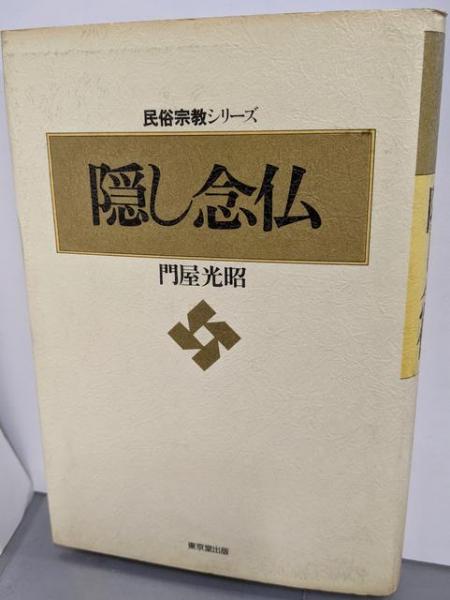 民俗宗教シリーズ
隠し念仏
門屋光昭
東京堂出版